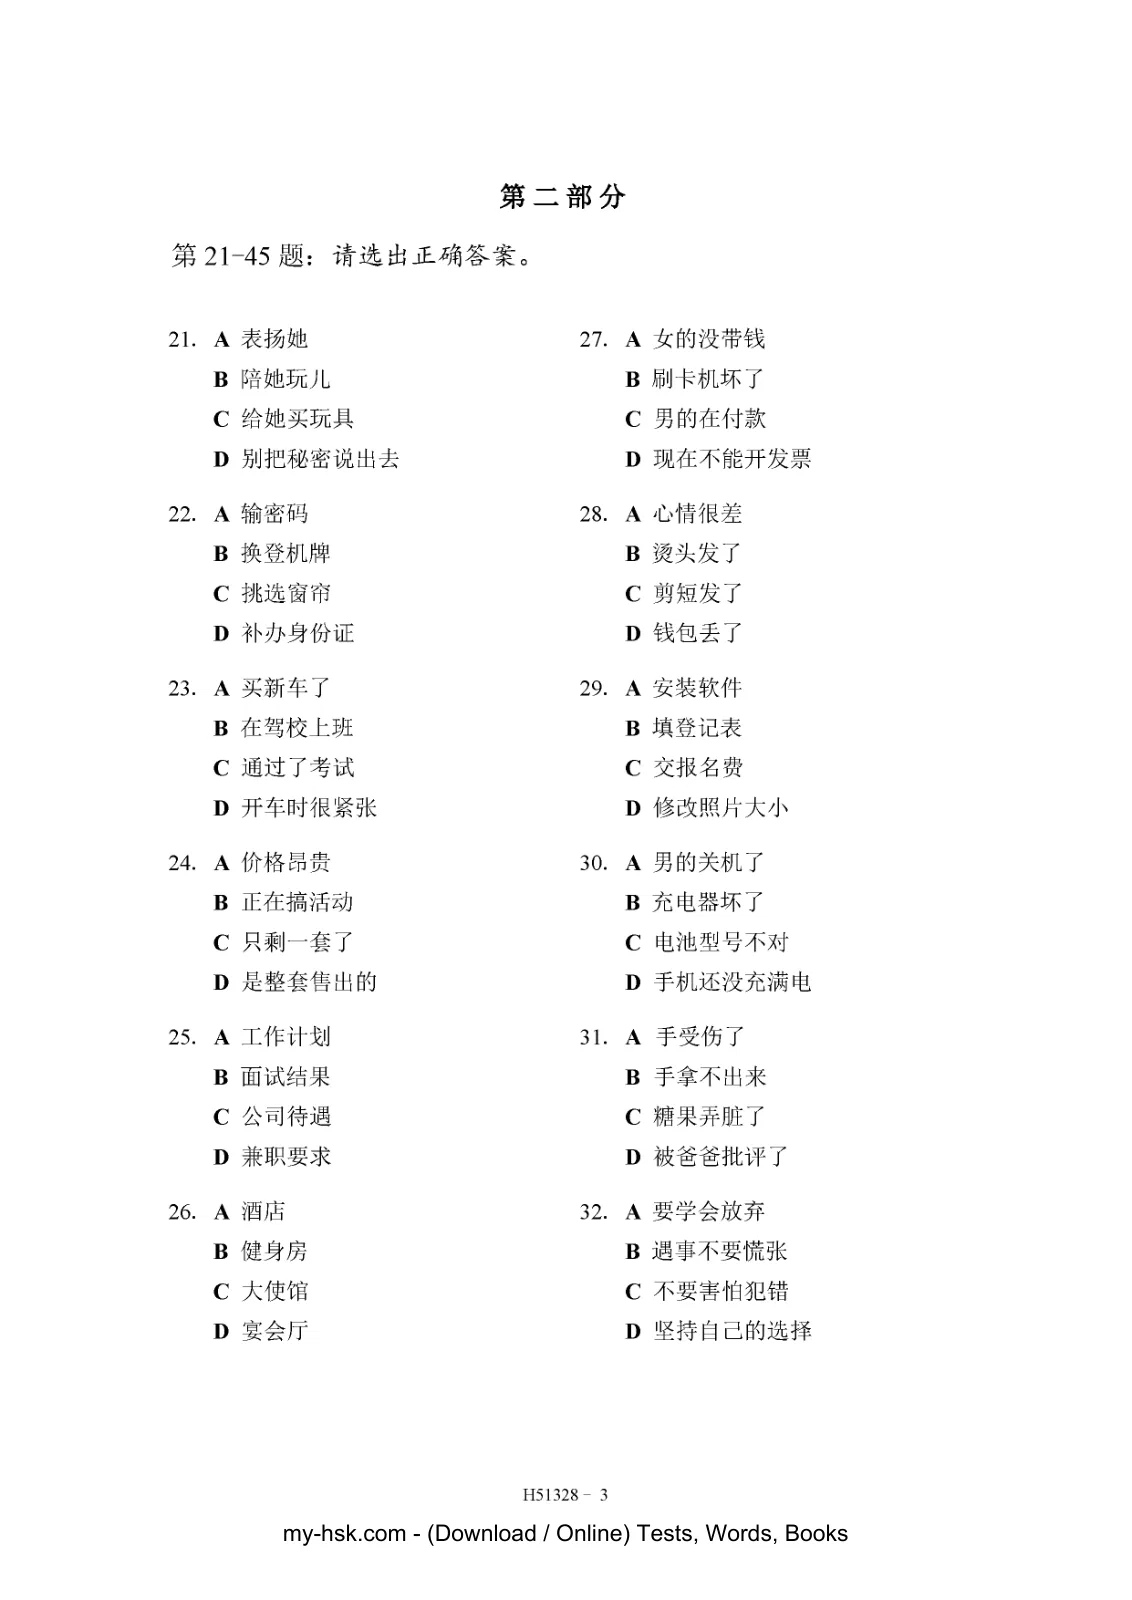 第二部分
第 21-45 题：请选出正确答案。
21. A 表扬她
B 陪她玩儿
C 给她买玩具
D 别把秘密说出去
22. A 输密码
B 换登机牌
C 挑选窗帘
D 补办身份证
23. A 买新车了
B 在驾校上班
C 通过了考试
D 开车时很紧张
24. A 价格昂贵
B 正在搞活动
C 只剩一套了
D 是整套售出的
25. A 工作计划
B 面试结果
C 公司待遇
D 兼职要求
26. A 酒店
B 健身房
C 大使馆
D 宴会厅
27. A 女的没带钱
B 刷卡机坏了
C 男的在付款
D 现在不能开发票
28. A 心情很差
B 烫头发了
C 剪短发了
D 钱包丢了
29. A 安装软件
B 填登记表
C 交报名费
D 修改照片大小
30. A 男的关机了
B 充电器坏了
C 电池型号不对
D 手机还没充满电
31. A 手受伤了
B 手拿不出来
C 糖果弄脏了
D 被爸爸批评了
32. A 要学会放弃
B 遇事不要慌张
C 不要害怕犯错
D 坚持自己的选择
H51328 - 3
my-hsk.com - (Download / Online) Tests, Words, Books